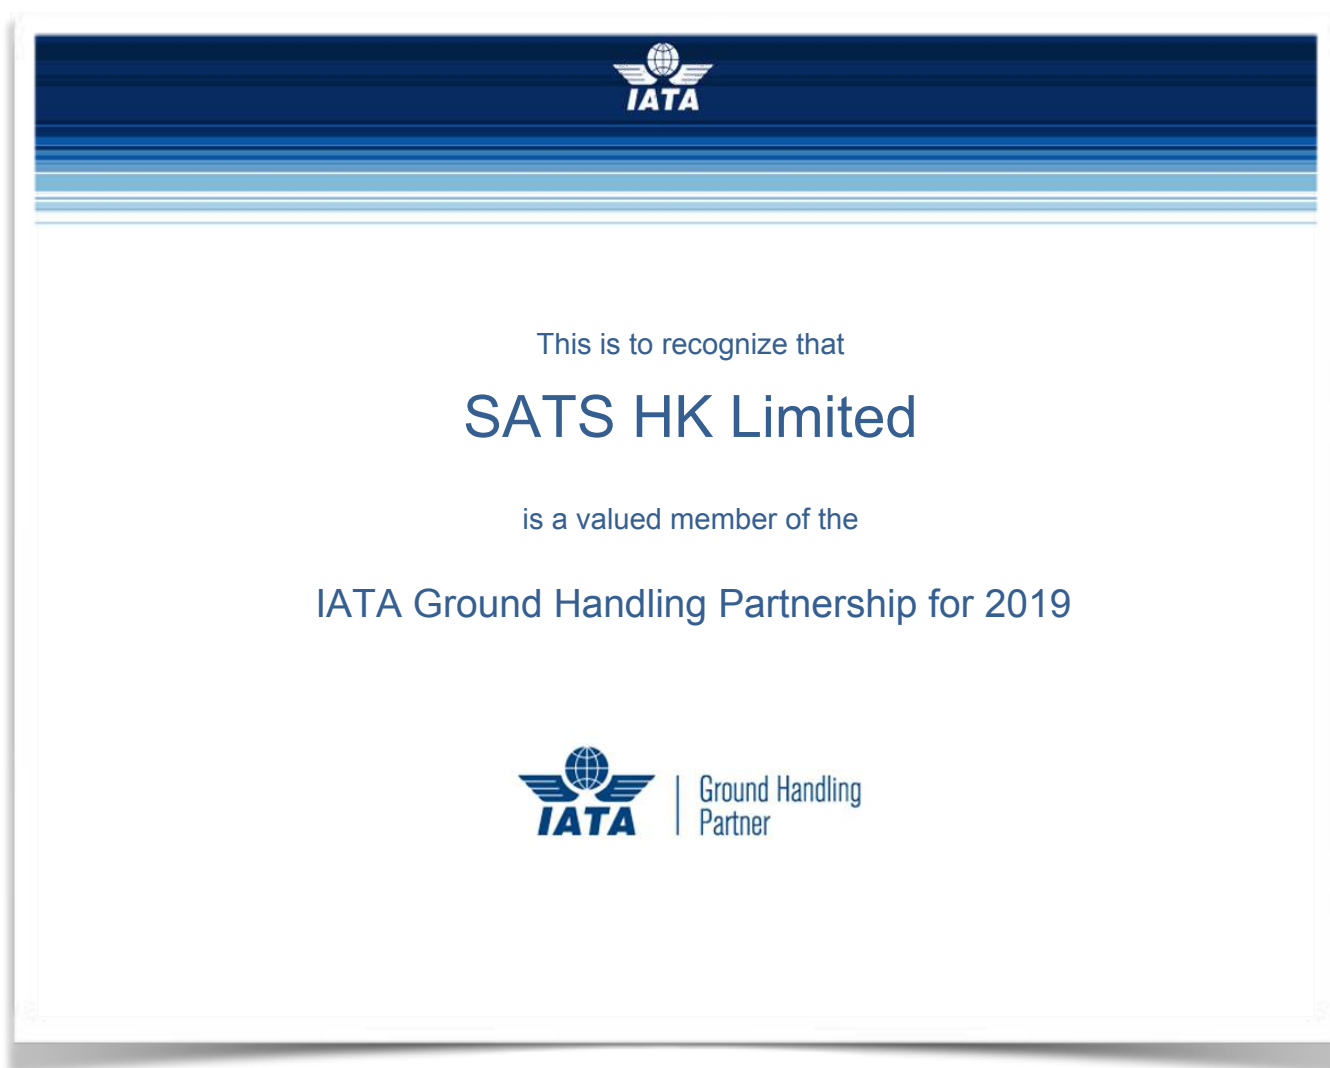 IATA
This is to recognize that
SATS HK Limited
is a valued member of the
IATA Ground Handling Partnership for 2019
IATA
Ground Handling
Partner